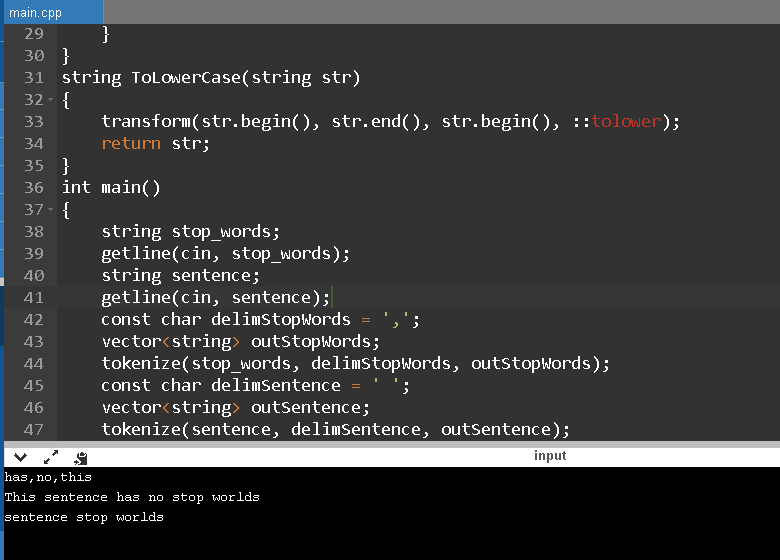 main.cpp
29 }
30 }
31 string ToLowerCase(string str)
32 {
33 transform(str.begin(), str.end(), str.begin(), ::tolower);
34 return str;
35 }
36 int main()
37 {
38 string stop_words;
39 getline(cin, stop_words);
40 string sentence;
41 getline(cin, sentence);
42 const char delimStopWords = ',';
43 vector<string> outStopWords;
44 tokenize(stop_words, delimStopWords, outStopWords);
45 const char delimSentence = ' ';
46 vector<string> outSentence;
47 tokenize(sentence, delimSentence, outSentence);
input
has,no,this
This sentence has no stop worlds
sentence stop worlds